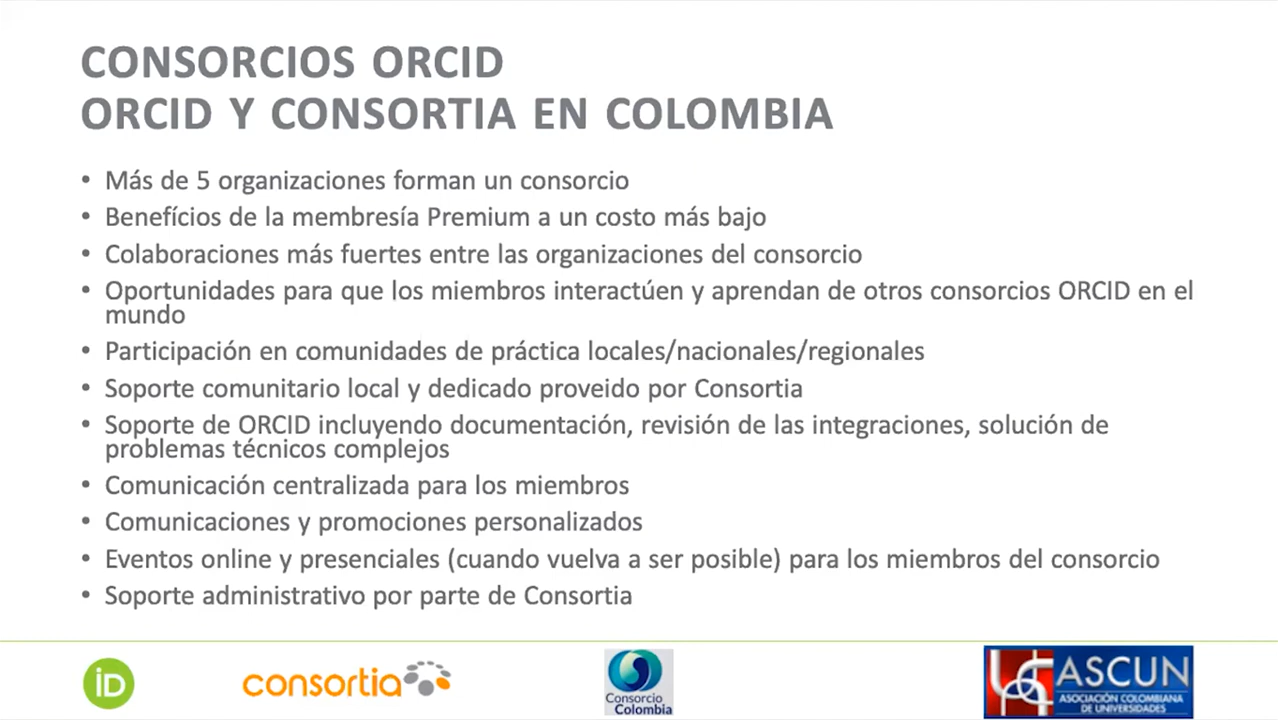 CONSORCIOS ORCID
ORCID Y CONSORTIA EN COLOMBIA
• Más de 5 organizaciones forman un consorcio
• Benefícios de la membresía Premium a un costo más bajo
• Colaboraciones más fuertes entre las organizaciones del consorcio
• Oportunidades para que los miembros interactúen y aprendan de otros consorcios ORCID en el
mundo
• Participación en comunidades de práctica locales/nacionales/regionales
• Soporte comunitario local y dedicado proveido por Consortia
• Soporte de ORCID incluyendo documentación, revisión de las integraciones, solución de
problemas técnicos complejos
• Comunicación centralizada para los miembros
• Comunicaciones y promociones personalizados
• Eventos online y presenciales (cuando vuelva a ser posible) para los miembros del consorcio
• Soporte administrativo por parte de Consortia
iD
consortia
Consorcio
Colombia
ASCUN
ASOCIACIÓN COLOMBIANA
DE UNIVERSIDADES